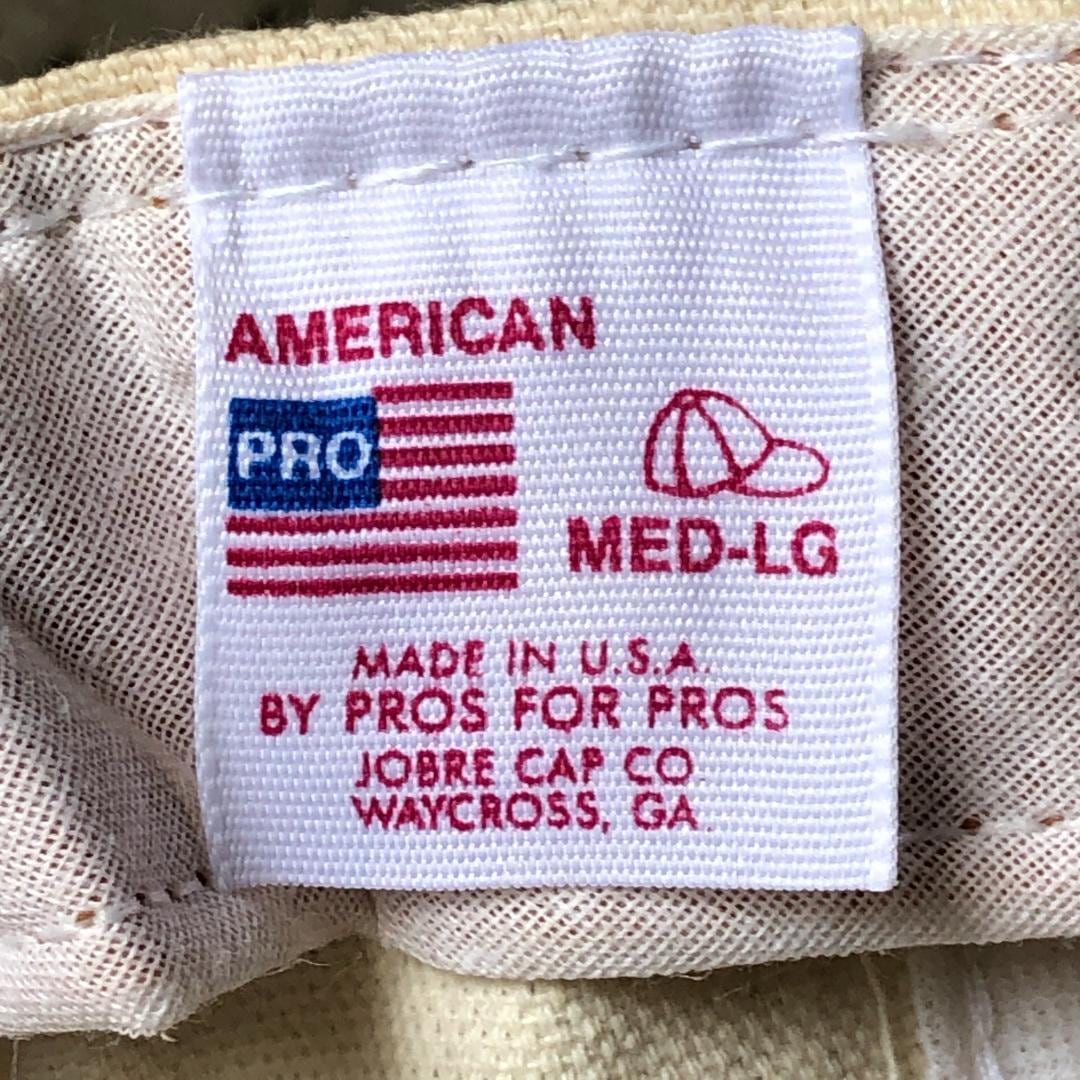 AMERICAN
PRO
MED-LG
MADE IN U.S.A.
BY PROS FOR PROS
JOBRE CAP CO.
WAYCROSS, GA.